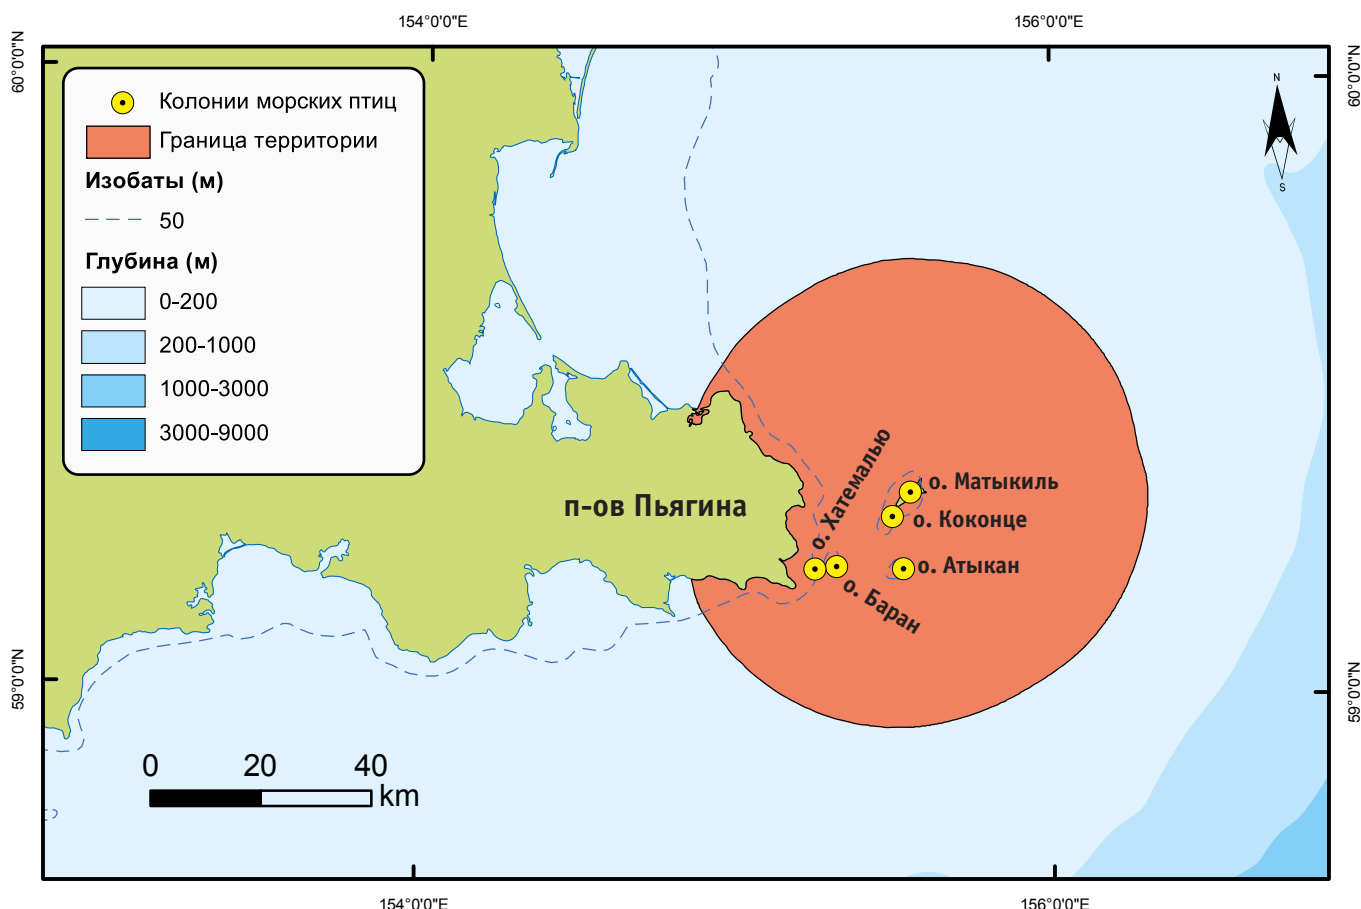 154°0'0"E
156°0'0"E
60°0'0"N
60°0'0"N
N
S
Колонии морских птиц
Граница территории
Изобаты (м)
50
Глубина (м)
0-200
200-1000
1000-3000
3000-9000
о. Хатемалью
о. Матыкиль
п-ов Пьягина
о. Коконце
о. Атыкан
о. Баран
59°0'0"N
59°0'0"N
0 20 40
km
154°0'0"E
156°0'0"E